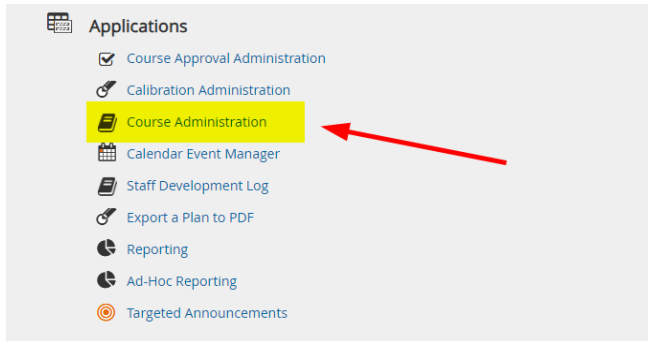 Applications
Course Approval Administration
Calibration Administration
Course Administration
Calendar Event Manager
Staff Development Log
Export a Plan to PDF
Reporting
Ad-Hoc Reporting
Targeted Announcements